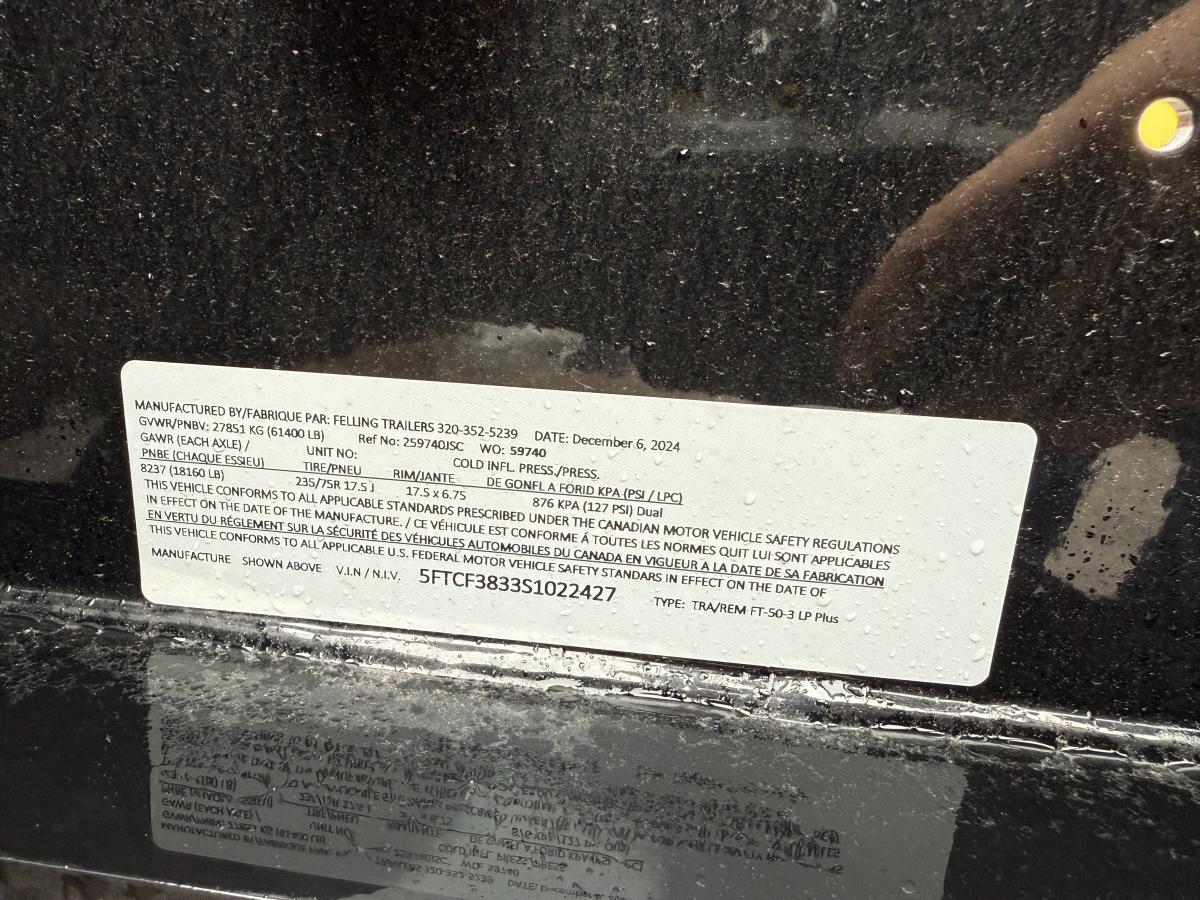 MANUFACTURED BY/FABRIQUE PAR: FELLING TRAILERS 320-352-5239 DATE: December 6, 2024
GVWR/PNBV: 27851 KG (61400 LB) Ref No: 259740JSC WO: 59740
GAWR (EACH AXLE) / UNIT NO: COLD INFL. PRESS./PRESS.
PNBE (CHAQUE ESSIEU) TIRE/PNEU RIM/JANTE DE GONFL A FORID KPA (PSI / LPC)
8237 (18160 LB) 235/75R 17.5 J 17.5 x 6.75 876 KPA (127 PSI) Dual
THIS VEHICLE CONFORMS TO ALL APPLICABLE STANDARDS PRESCRIBED UNDER THE CANADIAN MOTOR VEHICLE SAFETY REGULATIONS
IN EFFECT ON THE DATE OF THE MANUFACTURE. / CE VÉHICULE EST CONFORME Á TOUTES LES NORMES QUIT LUI SONT APPLICABLES
EN VERTU DU RÉGLEMENT SUR LA SÉCURITÉ DES VÉHICULES AUTOMOBILES DU CANADA EN VIGUEUR A LA DATE DE SA FABRICATION
THIS VEHICLE CONFORMS TO ALL APPLICABLE U.S. FEDERAL MOTOR VEHICLE SAFETY STANDARS IN EFFECT ON THE DATE OF
MANUFACTURE SHOWN ABOVE V.I.N / N.I.V. 5FTCF3833S1022427 TYPE: TRA/REM FT-50-3 LP Plus